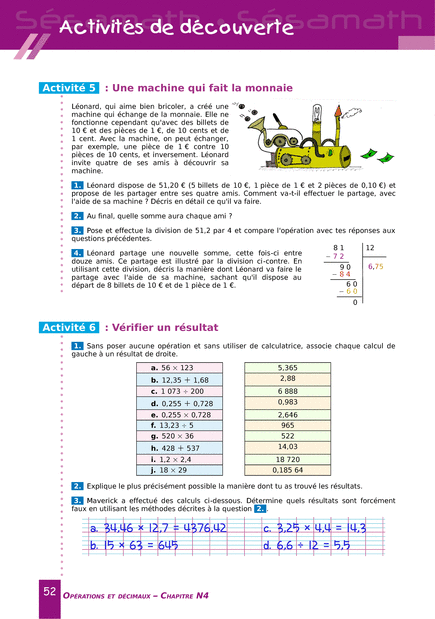 Sésamath
Sésamath
Activités de découverte
Activité 5 : Une machine qui fait la monnaie
Léonard, qui aime bien bricoler, a créé une
machine qui échange de la monnaie. Elle ne
fonctionne cependant qu'avec des billets de
10 € et des pièces de 1 €, de 10 cents et de
1 cent. Avec la machine, on peut échanger,
par exemple, une pièce de 1 € contre 10
pièces de 10 cents, et inversement. Léonard
invite quatre de ses amis à découvrir sa
machine.
1. Léonard dispose de 51,20 € (5 billets de 10 €, 1 pièce de 1 € et 2 pièces de 0,10 €) et
propose de les partager entre ses quatre amis. Comment va-t-il effectuer le partage, avec
l'aide de sa machine ? Décris en détail ce qu'il va faire.
2. Au final, quelle somme aura chaque ami ?
3. Pose et effectue la division de 51,2 par 4 et compare l'opération avec tes réponses aux
questions précédentes.
4. Léonard partage une nouvelle somme, cette fois-ci entre
douze amis. Ce partage est illustré par la division ci-contre. En
utilisant cette division, décris la manière dont Léonard va faire le
partage avec l'aide de sa machine, sachant qu'il dispose au
départ de 8 billets de 10 € et de 1 pièce de 1 €.
8 1 12
− 7 2
9 0 6,75
− 8 4
6 0
− 6 0
0
Activité 6 : Vérifier un résultat
1. Sans poser aucune opération et sans utiliser de calculatrice, associe chaque calcul de
gauche à un résultat de droite.
a. 56 × 123 5,365
b. 12,35 + 1,68 2,88
c. 1 073 ÷ 200 6 888
d. 0,255 + 0,728 0,983
e. 0,255 × 0,728 2,646
f. 13,23 ÷ 5 965
g. 520 × 36 522
h. 428 + 537 14,03
i. 1,2 × 2,4 18 720
j. 18 × 29 0,185 64
2. Explique le plus précisément possible la manière dont tu as trouvé les résultats.
3. Maverick a effectué des calculs ci-dessous. Détermine quels résultats sont forcément
faux en utilisant les méthodes décrites à la question 2.
a. 34,46 × 12,7 = 4376,42 c. 3,25 × 4,4 = 14,3
b. 15 × 63 = 645 d. 6,6 ÷ 12 = 5,5
52 Opérations et décimaux – Chapitre N4